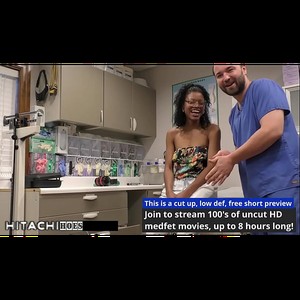 This is a cut up, low def, free short preview
Join to stream 100's of uncut HD
medfet movies, up to 8 hours long!
HITACHI HOES